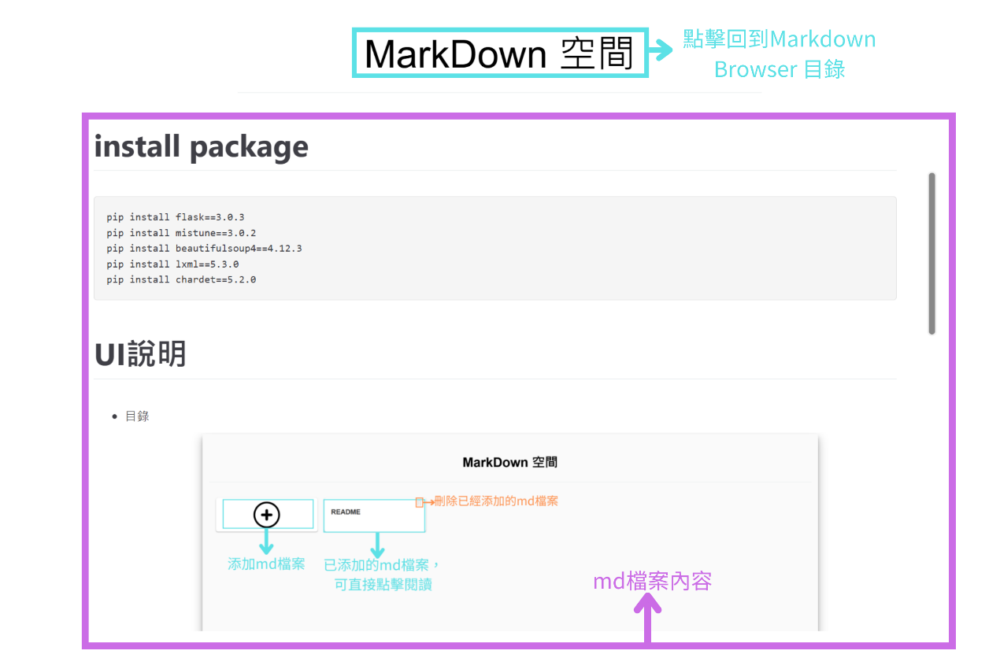 MarkDown 空間
點擊回到Markdown
Browser 目錄
install package
pip install flask==3.0.3
pip install mistune==3.0.2
pip install beautifulsoup4==4.12.3
pip install lxml==5.3.0
pip install chardet==5.2.0
UI說明
目錄
MarkDown 空間
刪除已經添加的md檔案
README
添加md檔案
已添加的md檔案，
可直接點擊閱讀
md檔案內容